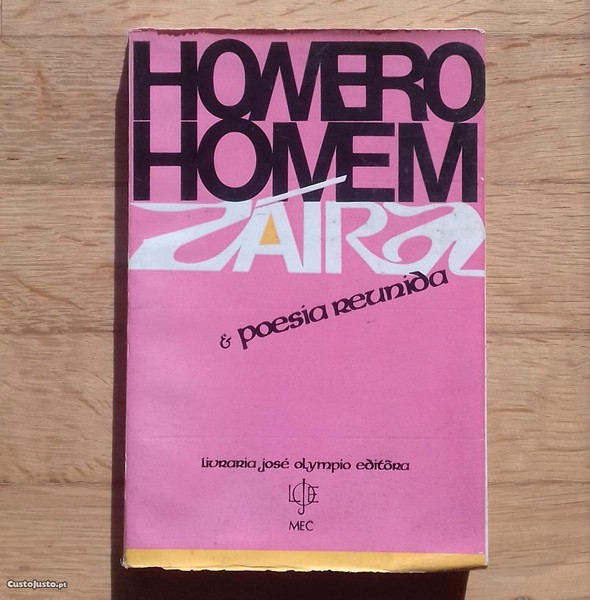 HOMERO
HOMEM
ZÁIRA
& poesia reunida
livraria josé olympio editôra
LJOE
MEC
CustoJusto.pt